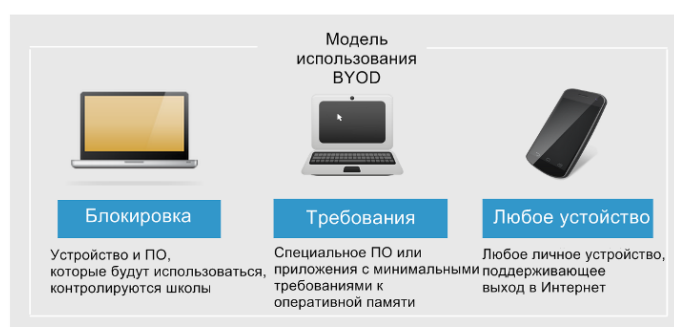 Модель
использования
BYOD
Блокировка
Устройство и ПО,
которые будут использоваться,
контролируются школы
Требования
Специальное ПО или
приложения с минимальными
требованиями к
оперативной памяти
Любое устойство
Любое личное устройство,
поддерживающее
выход в Интернет